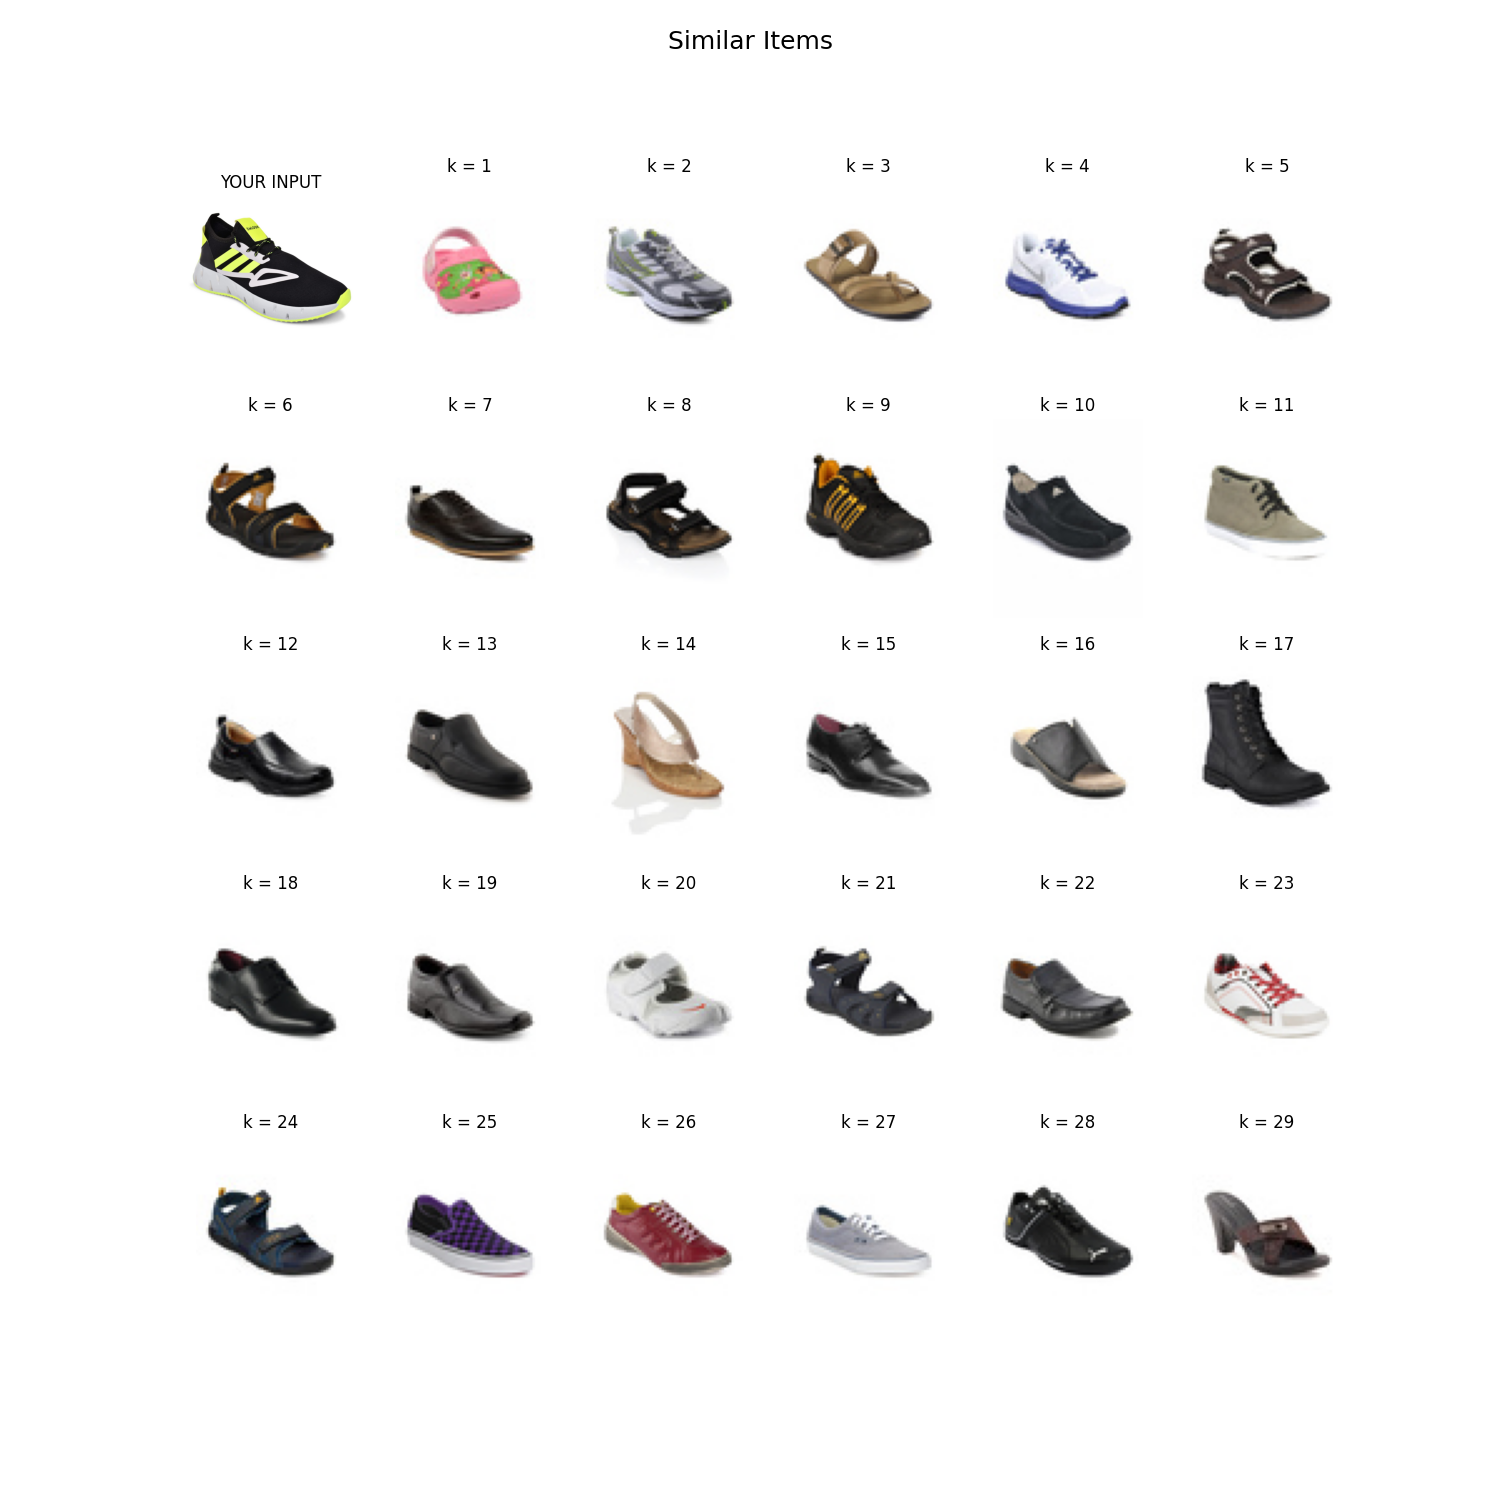 Similar Items
YOUR INPUT
k = 1
k = 2
k = 3
k = 4
k = 5
k = 6
k = 7
k = 8
k = 9
k = 10
k = 11
k = 12
k = 13
k = 14
k = 15
k = 16
k = 17
k = 18
k = 19
k = 20
k = 21
k = 22
k = 23
k = 24
k = 25
k = 26
k = 27
k = 28
k = 29